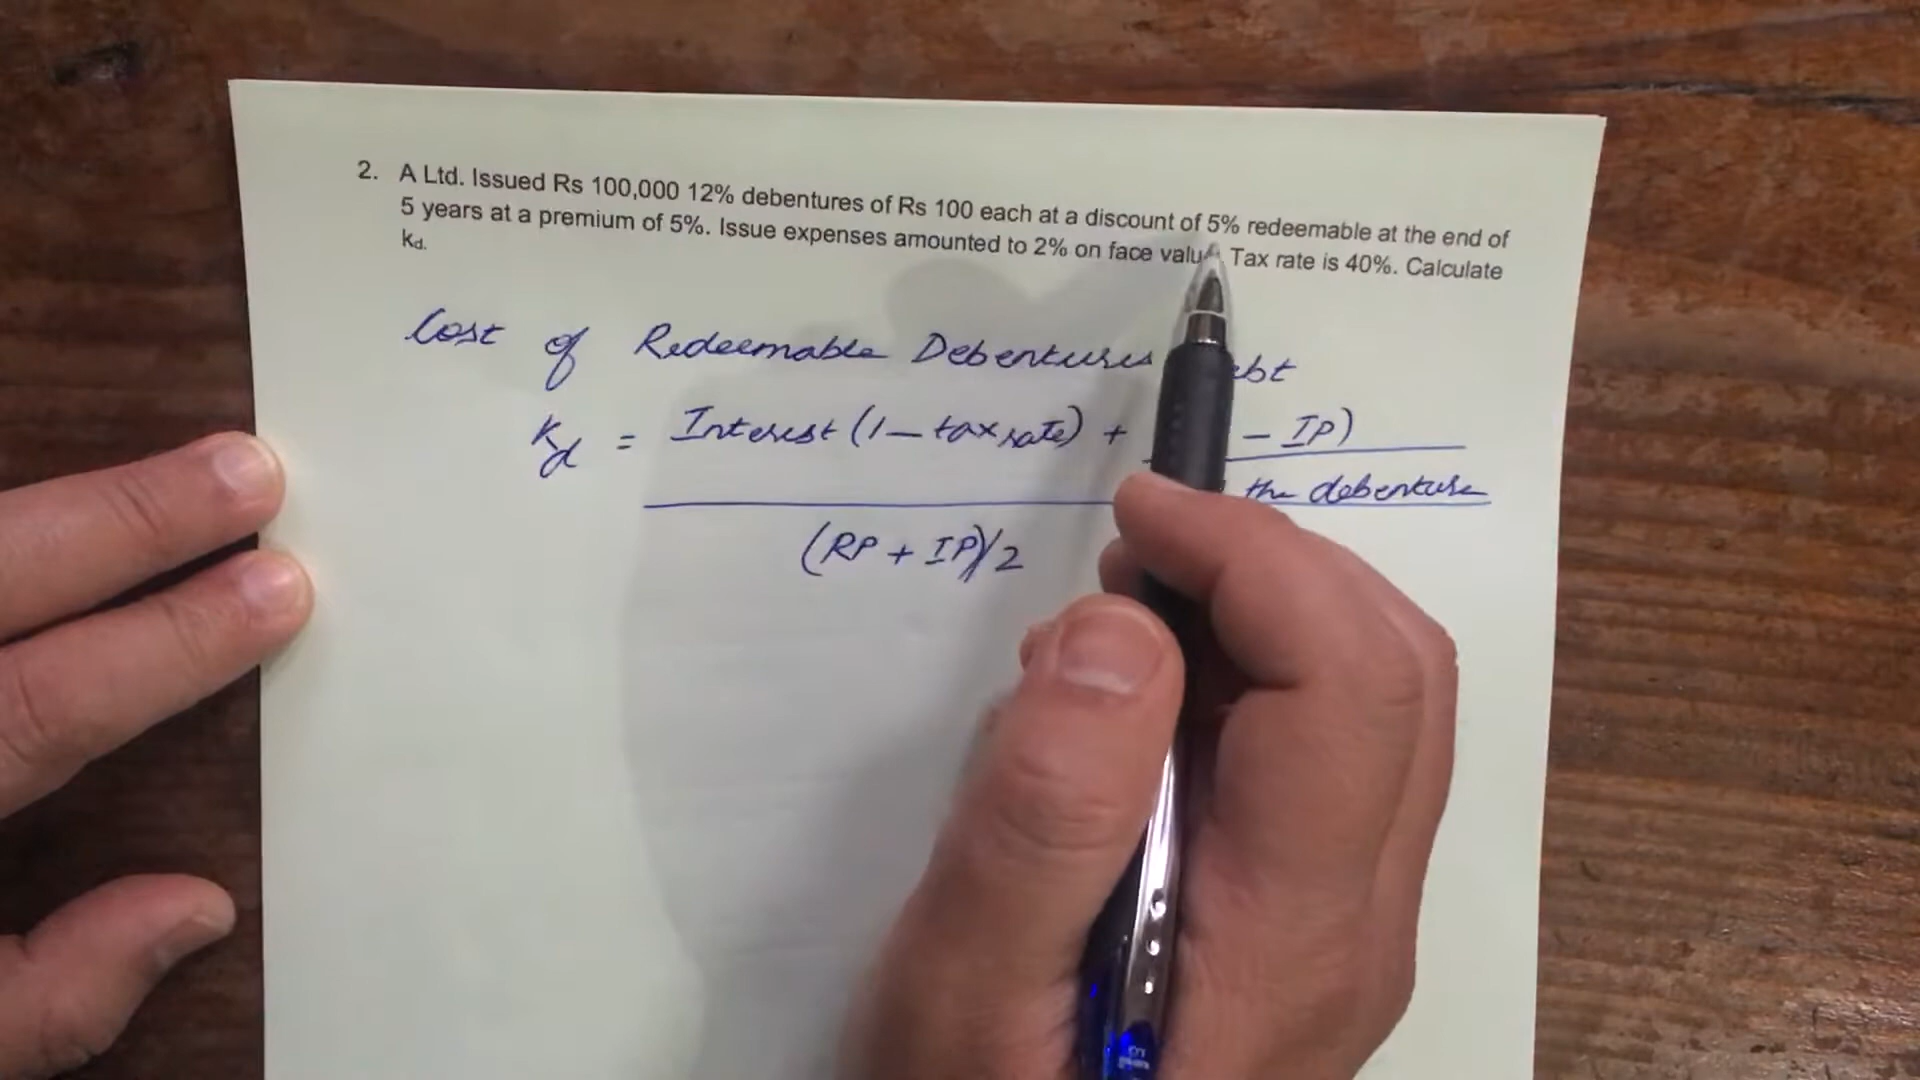 2. A Ltd. Issued Rs 100,000 12% debentures of Rs 100 each at a discount of 5% redeemable at the end of
5 years at a premium of 5%. Issue expenses amounted to 2% on face Tax rate is 40%. Calculate
kd.
Cost of Redeemable Debentures
Kd = Interest (1 – tax rate) + – IP)
the debenture
(RP + IP)/2